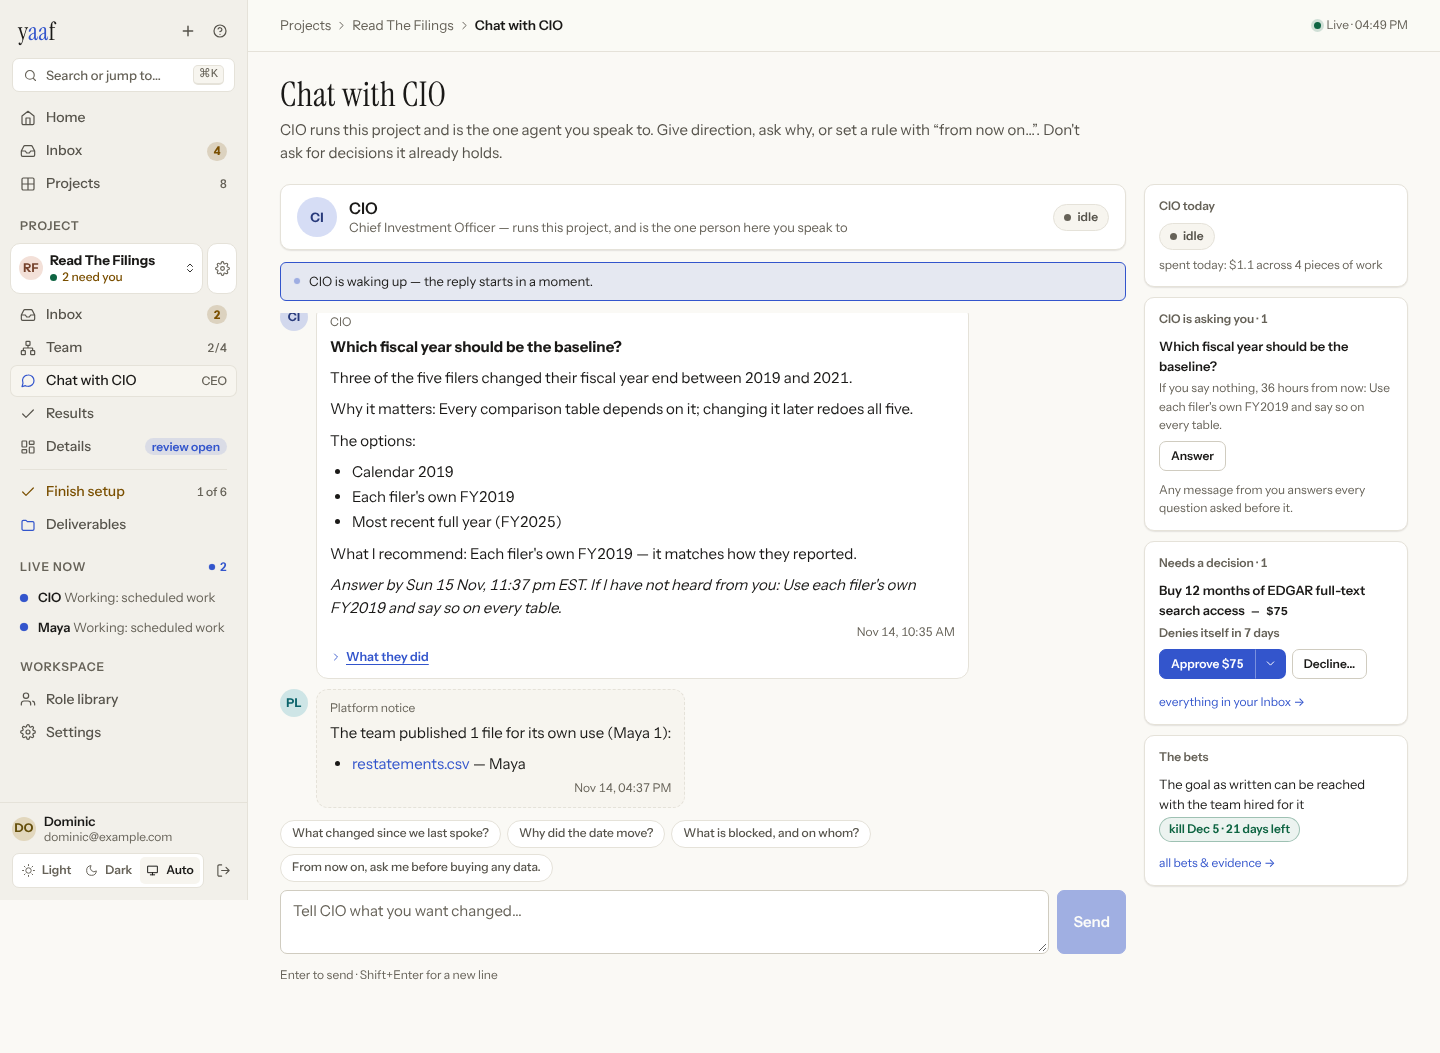 yaaf
Search or jump to...
⌘K
Home
Inbox
4
Projects
8
PROJECT
RF
Read The Filings
2 need you
Inbox
2
Team
2/4
Chat with CIO
CEO
Results
Details
review open
Finish setup
1 of 6
Deliverables
LIVE NOW
2
CIO Working: scheduled work
Maya Working: scheduled work
WORKSPACE
Role library
Settings
DO
Dominic
dominic@example.com
Light
Dark
Auto
Projects
Read The Filings
Chat with CIO
Live · 04:49 PM
Chat with CIO
CIO runs this project and is the one agent you speak to. Give direction, ask why, or set a rule with “from now on…”. Don't
ask for decisions it already holds.
CI
CIO
Chief Investment Officer — runs this project, and is the one person here you speak to
idle
CIO is waking up — the reply starts in a moment.
CI
CIO
Which fiscal year should be the baseline?
Three of the five filers changed their fiscal year end between 2019 and 2021.
Why it matters: Every comparison table depends on it; changing it later redoes all five.
The options:
• Calendar 2019
• Each filer's own FY2019
• Most recent full year (FY2025)
What I recommend: Each filer's own FY2019 — it matches how they reported.
Answer by Sun 15 Nov, 11:37 pm EST. If I have not heard from you: Use each filer's own
FY2019 and say so on every table.
Nov 14, 10:35 AM
What they did
PL
Platform notice
The team published 1 file for its own use (Maya 1):
• restatements.csv — Maya
Nov 14, 04:37 PM
What changed since we last spoke?
Why did the date move?
What is blocked, and on whom?
From now on, ask me before buying any data.
Tell CIO what you want changed...
Send
Enter to send · Shift+Enter for a new line
CIO today
idle
spent today: $1.1 across 4 pieces of work
CIO is asking you · 1
Which fiscal year should be the
baseline?
If you say nothing, 36 hours from now: Use
each filer's own FY2019 and say so on
every table.
Answer
Any message from you answers every
question asked before it.
Needs a decision · 1
Buy 12 months of EDGAR full-text
search access — $75
Denies itself in 7 days
Approve $75
Decline...
everything in your Inbox →
The bets
The goal as written can be reached
with the team hired for it
kill Dec 5 · 21 days left
all bets & evidence →